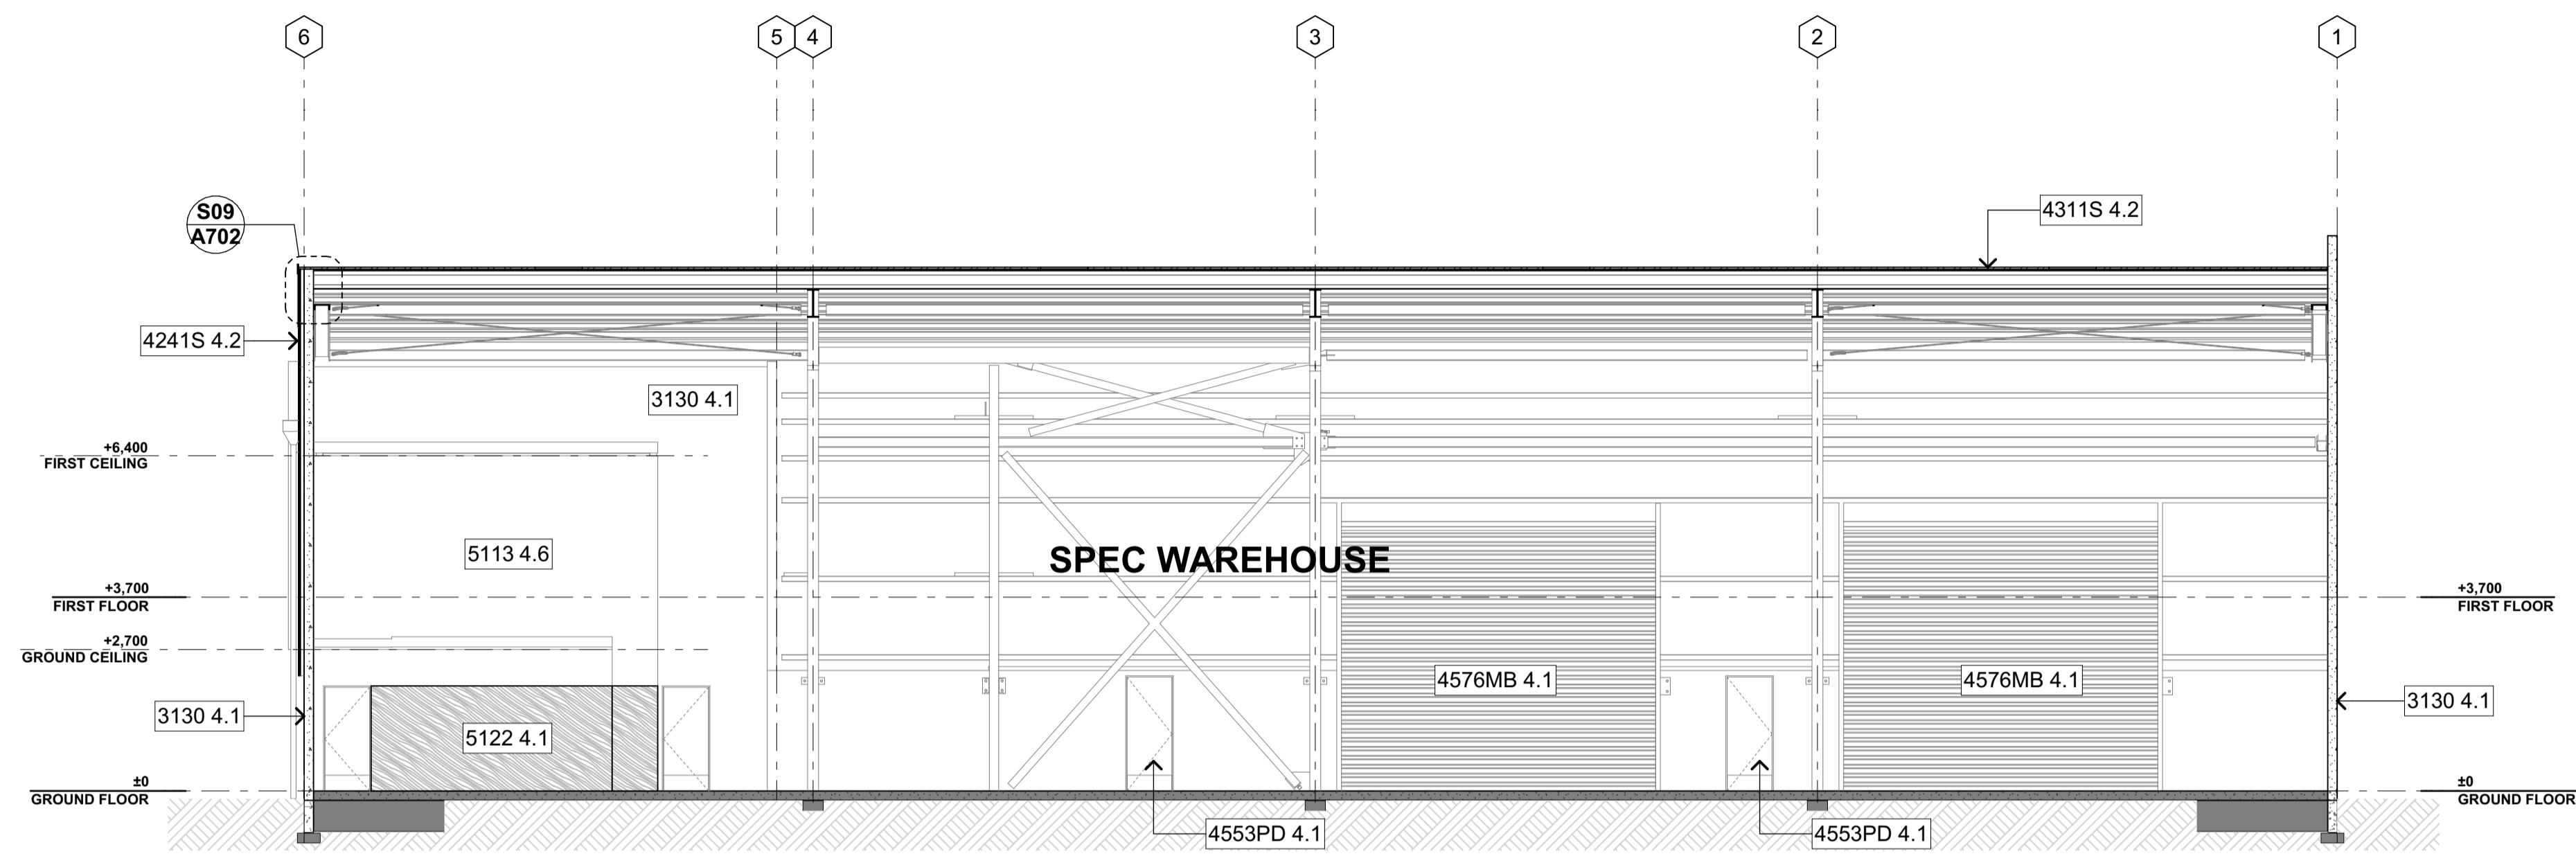 6
5
4
3
2
1
S09
A702
4311S 4.2
4241S 4.2
3130 4.1
+6,400
FIRST CEILING
5113 4.6
SPEC WAREHOUSE
+3,700
FIRST FLOOR
+3,700
FIRST FLOOR
+2,700
GROUND CEILING
4576MB 4.1
4576MB 4.1
3130 4.1
3130 4.1
5122 4.1
±0
GROUND FLOOR
±0
GROUND FLOOR
4553PD 4.1
4553PD 4.1